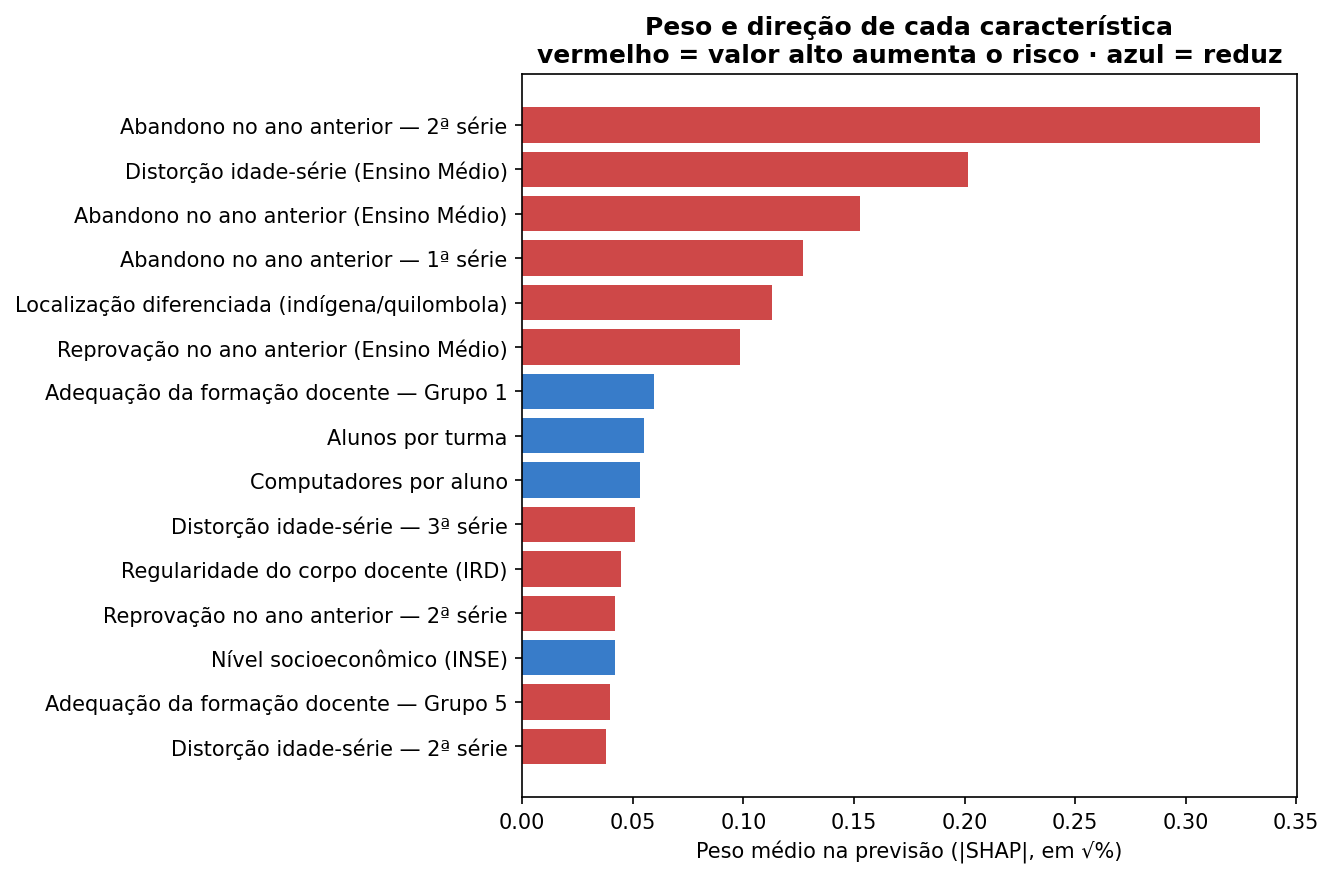 Peso e direção de cada característica
vermelho = valor alto aumenta o risco · azul = reduz
Abandono no ano anterior — 2ª série
Distorção idade-série (Ensino Médio)
Abandono no ano anterior (Ensino Médio)
Abandono no ano anterior — 1ª série
Localização diferenciada (indígena/quilombola)
Reprovação no ano anterior (Ensino Médio)
Adequação da formação docente — Grupo 1
Alunos por turma
Computadores por aluno
Distorção idade-série — 3ª série
Regularidade do corpo docente (IRD)
Reprovação no ano anterior — 2ª série
Nível socioeconômico (INSE)
Adequação da formação docente — Grupo 5
Distorção idade-série — 2ª série
0.00 0.05 0.10 0.15 0.20 0.25 0.30 0.35
Peso médio na previsão (|SHAP|, em √%)